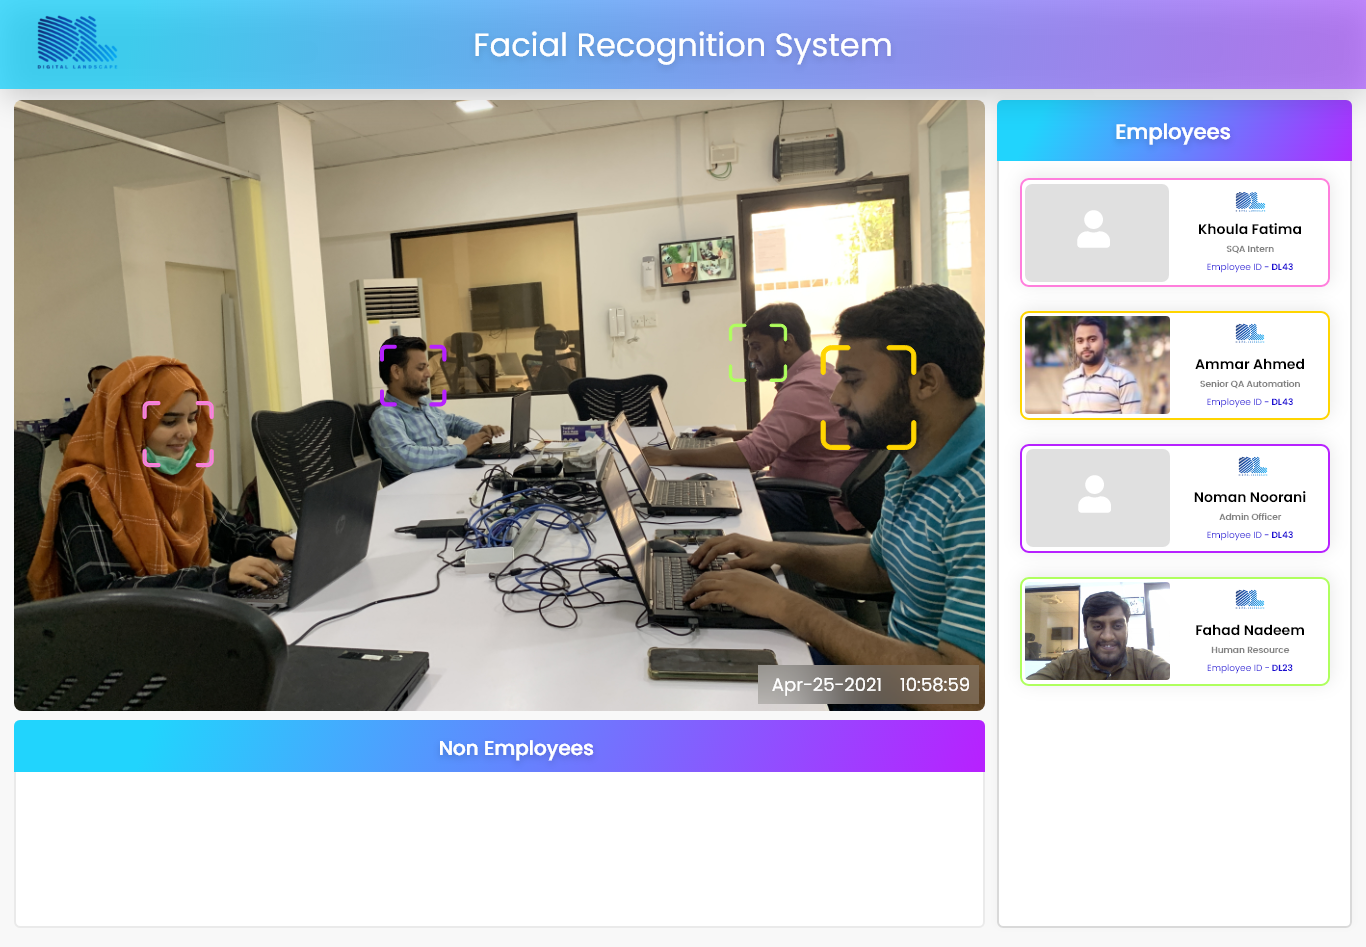 DIGITAL LANDSCAPE
Facial Recognition System
Employees
Khoula Fatima
SQA Intern
Employee ID - DL43
Ammar Ahmed
Senior QA Automation
Employee ID - DL43
Noman Noorani
Admin Officer
Employee ID - DL43
Fahad Nadeem
Human Resource
Employee ID - DL23
Apr-25-2021 10:58:59
Non Employees